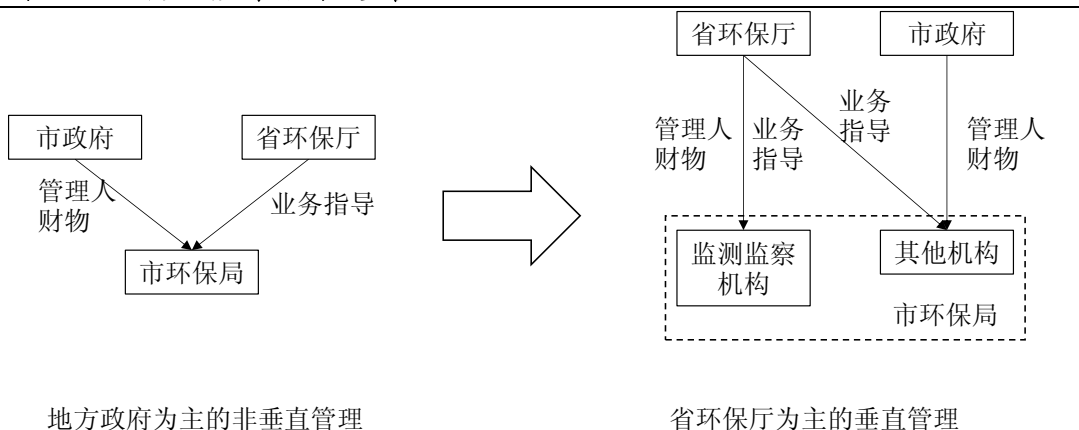 市政府
省环保厅
管理人
财物
业务指导
市环保局
地方政府为主的非垂直管理
省环保厅
市政府
管理人
财物
业务
指导
业务
指导
管理人
财物
监测监察
机构
其他机构
市环保局
省环保厅为主的垂直管理